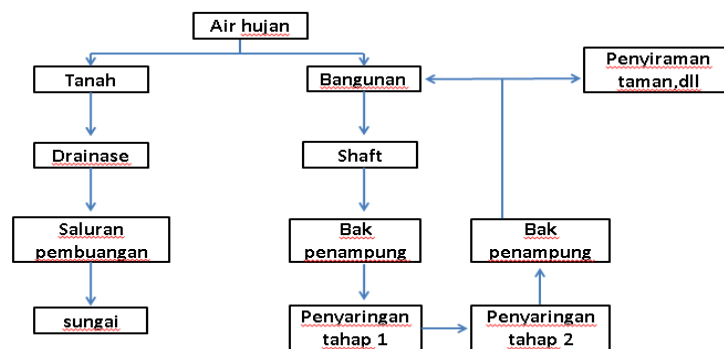 Air hujan
Tanah
Bangunan
Penyiraman
taman,dll
Drainase
Shaft
Saluran
pembuangan
Bak
penampung
Bak
penampung
sungai
Penyaringan
tahap 1
Penyaringan
tahap 2